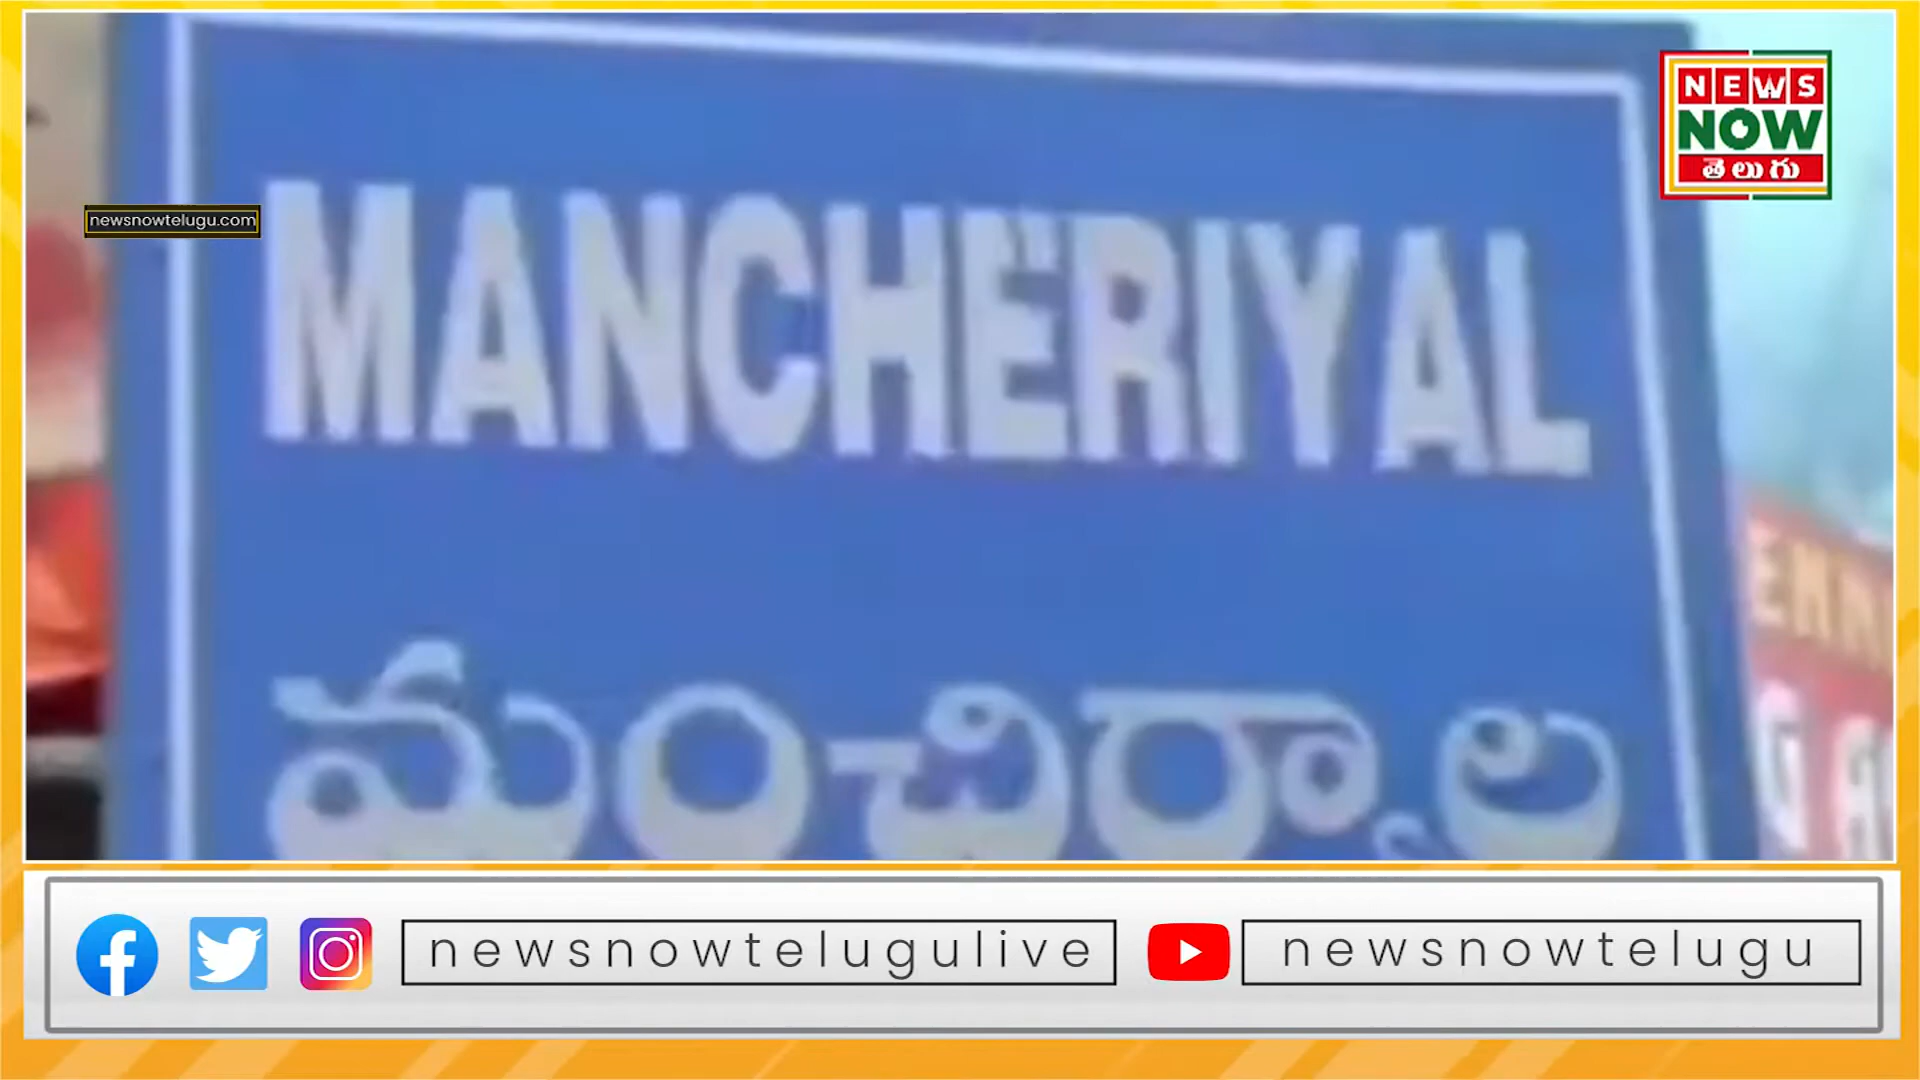 NEWS
NOW
తెలుగు
newsnowtelugu.com
MANCHERIYAL
మంచిర్యాల
newsnowtelugulive
newsnowtelugu